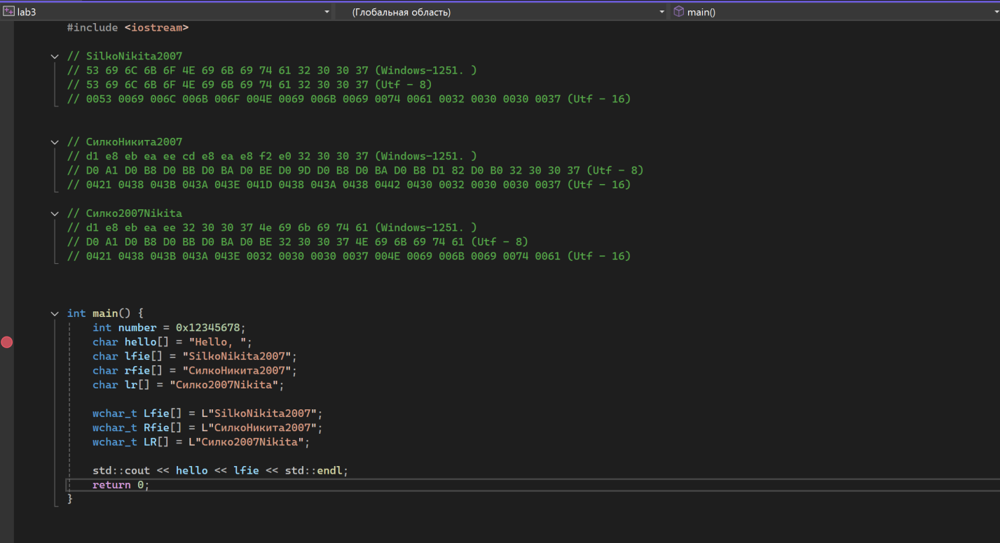 lab3 (Глобальная область) main()
#include <iostream>
// SilkoNikita2007
// 53 69 6C 6B 6F 4E 69 6B 69 74 61 32 30 30 37 (Windows-1251. )
// 53 69 6C 6B 6F 4E 69 6B 69 74 61 32 30 30 37 (Utf - 8)
// 0053 0069 006C 006B 006F 004E 0069 006B 0069 0074 0061 0032 0030 0030 0037 (Utf - 16)
// СилкоНикита2007
// d1 e8 eb ea ee cd e8 ea e8 f2 e0 32 30 30 37 (Windows-1251. )
// D0 A1 D0 B8 D0 BB D0 BA D0 BE D0 9D D0 B8 D0 BA D0 B8 D1 82 D0 B0 32 30 30 37 (Utf - 8)
// 0421 0438 043B 043A 043E 041D 0438 043A 0438 0442 0430 0032 0030 0030 0037 (Utf - 16)
// Силко2007Nikita
// d1 e8 eb ea ee 32 30 30 37 4e 69 6b 69 74 61 (Windows-1251. )
// D0 A1 D0 B8 D0 BB D0 BA D0 BE 32 30 30 37 4E 69 6B 69 74 61 (Utf - 8)
// 0421 0438 043B 043A 043E 0032 0030 0030 0037 004E 0069 006B 0069 0074 0061 (Utf - 16)
int main() {
int number = 0x12345678;
char hello[] = "Hello, ";
char lfie[] = "SilkoNikita2007";
char rfie[] = "СилкоНикита2007";
char lr[] = "Силко2007Nikita";
wchar_t Lfie[] = L"SilkoNikita2007";
wchar_t Rfie[] = L"СилкоНикита2007";
wchar_t LR[] = L"Силко2007Nikita";
std::cout << hello << lfie << std::endl;
return 0;
}